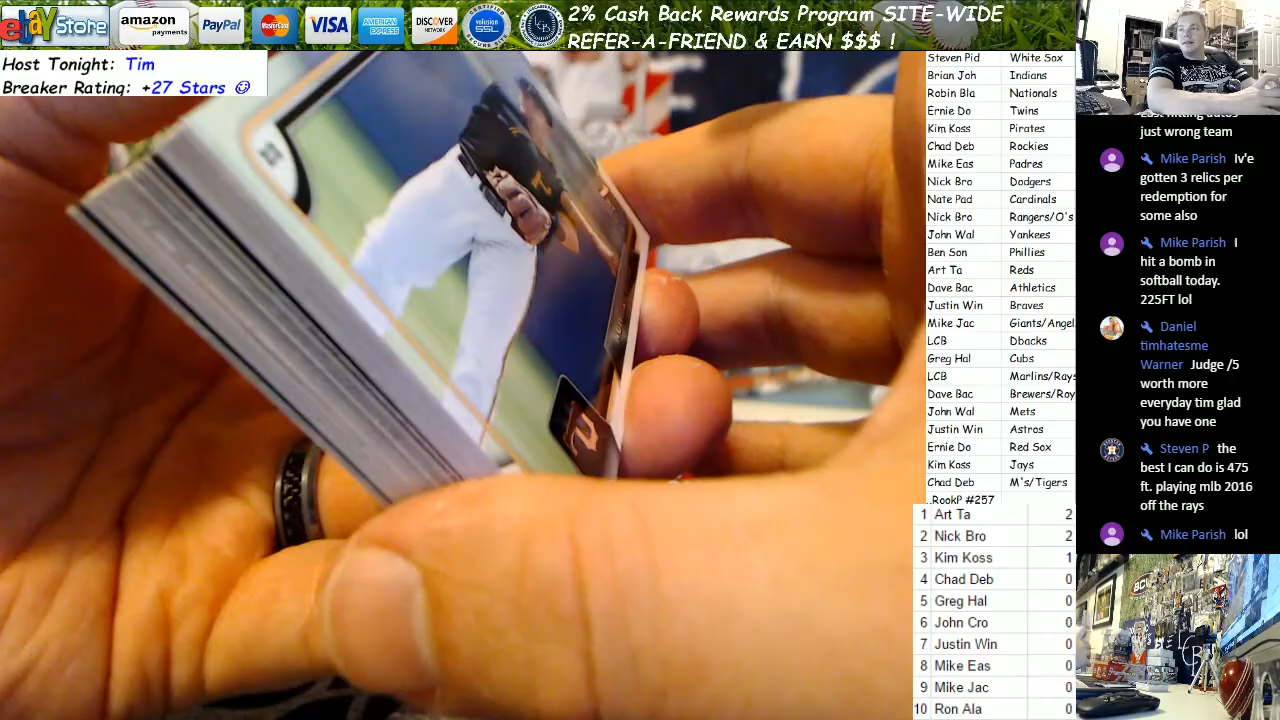 ebay Store
amazon payments
PayPal
MasterCard
VISA
AMERICAN EXPRESS
DISCOVER NETWORK
volusion SSL
LCB
2% Cash Back Rewards Program SITE-WIDE
REFER-A-FRIEND & EARN $$$ !
Host Tonight: Tim
Breaker Rating: +27 Stars
Steven Pid White Sox
Brian Joh Indians
Robin Bla Nationals
Ernie Do Twins
Kim Koss Pirates
Chad Deb Rockies
Mike Eas Padres
Nick Bro Dodgers
Nate Pad Cardinals
Nick Bro Rangers/O's
John Wal Yankees
Ben Son Phillies
Art Ta Reds
Dave Bac Athletics
Justin Win Braves
Mike Jac Giants/Angel
LCB Dbacks
Greg Hal Cubs
LCB Marlins/Rays
Dave Bac Brewers/Roy
John Wal Mets
Justin Win Astros
Ernie Do Red Sox
Kim Koss Jays
Chad Deb M's/Tigers
..RookP #257
1 Art Ta 2
2 Nick Bro 2
3 Kim Koss 1
4 Chad Deb 0
5 Greg Hal 0
6 John Cro 0
7 Justin Win 0
8 Mike Eas 0
9 Mike Jac 0
10 Ron Ala 0
just wrong team
Mike Parish Iv'e
gotten 3 relics per
redemption for
some also
Mike Parish I
hit a bomb in
softball today.
225FT lol
Daniel
timhatesme
Warner Judge /5
worth more
everyday tim glad
you have one
Steven P the
best I can do is 475
ft. playing mlb 2016
off the rays
Mike Parish lol